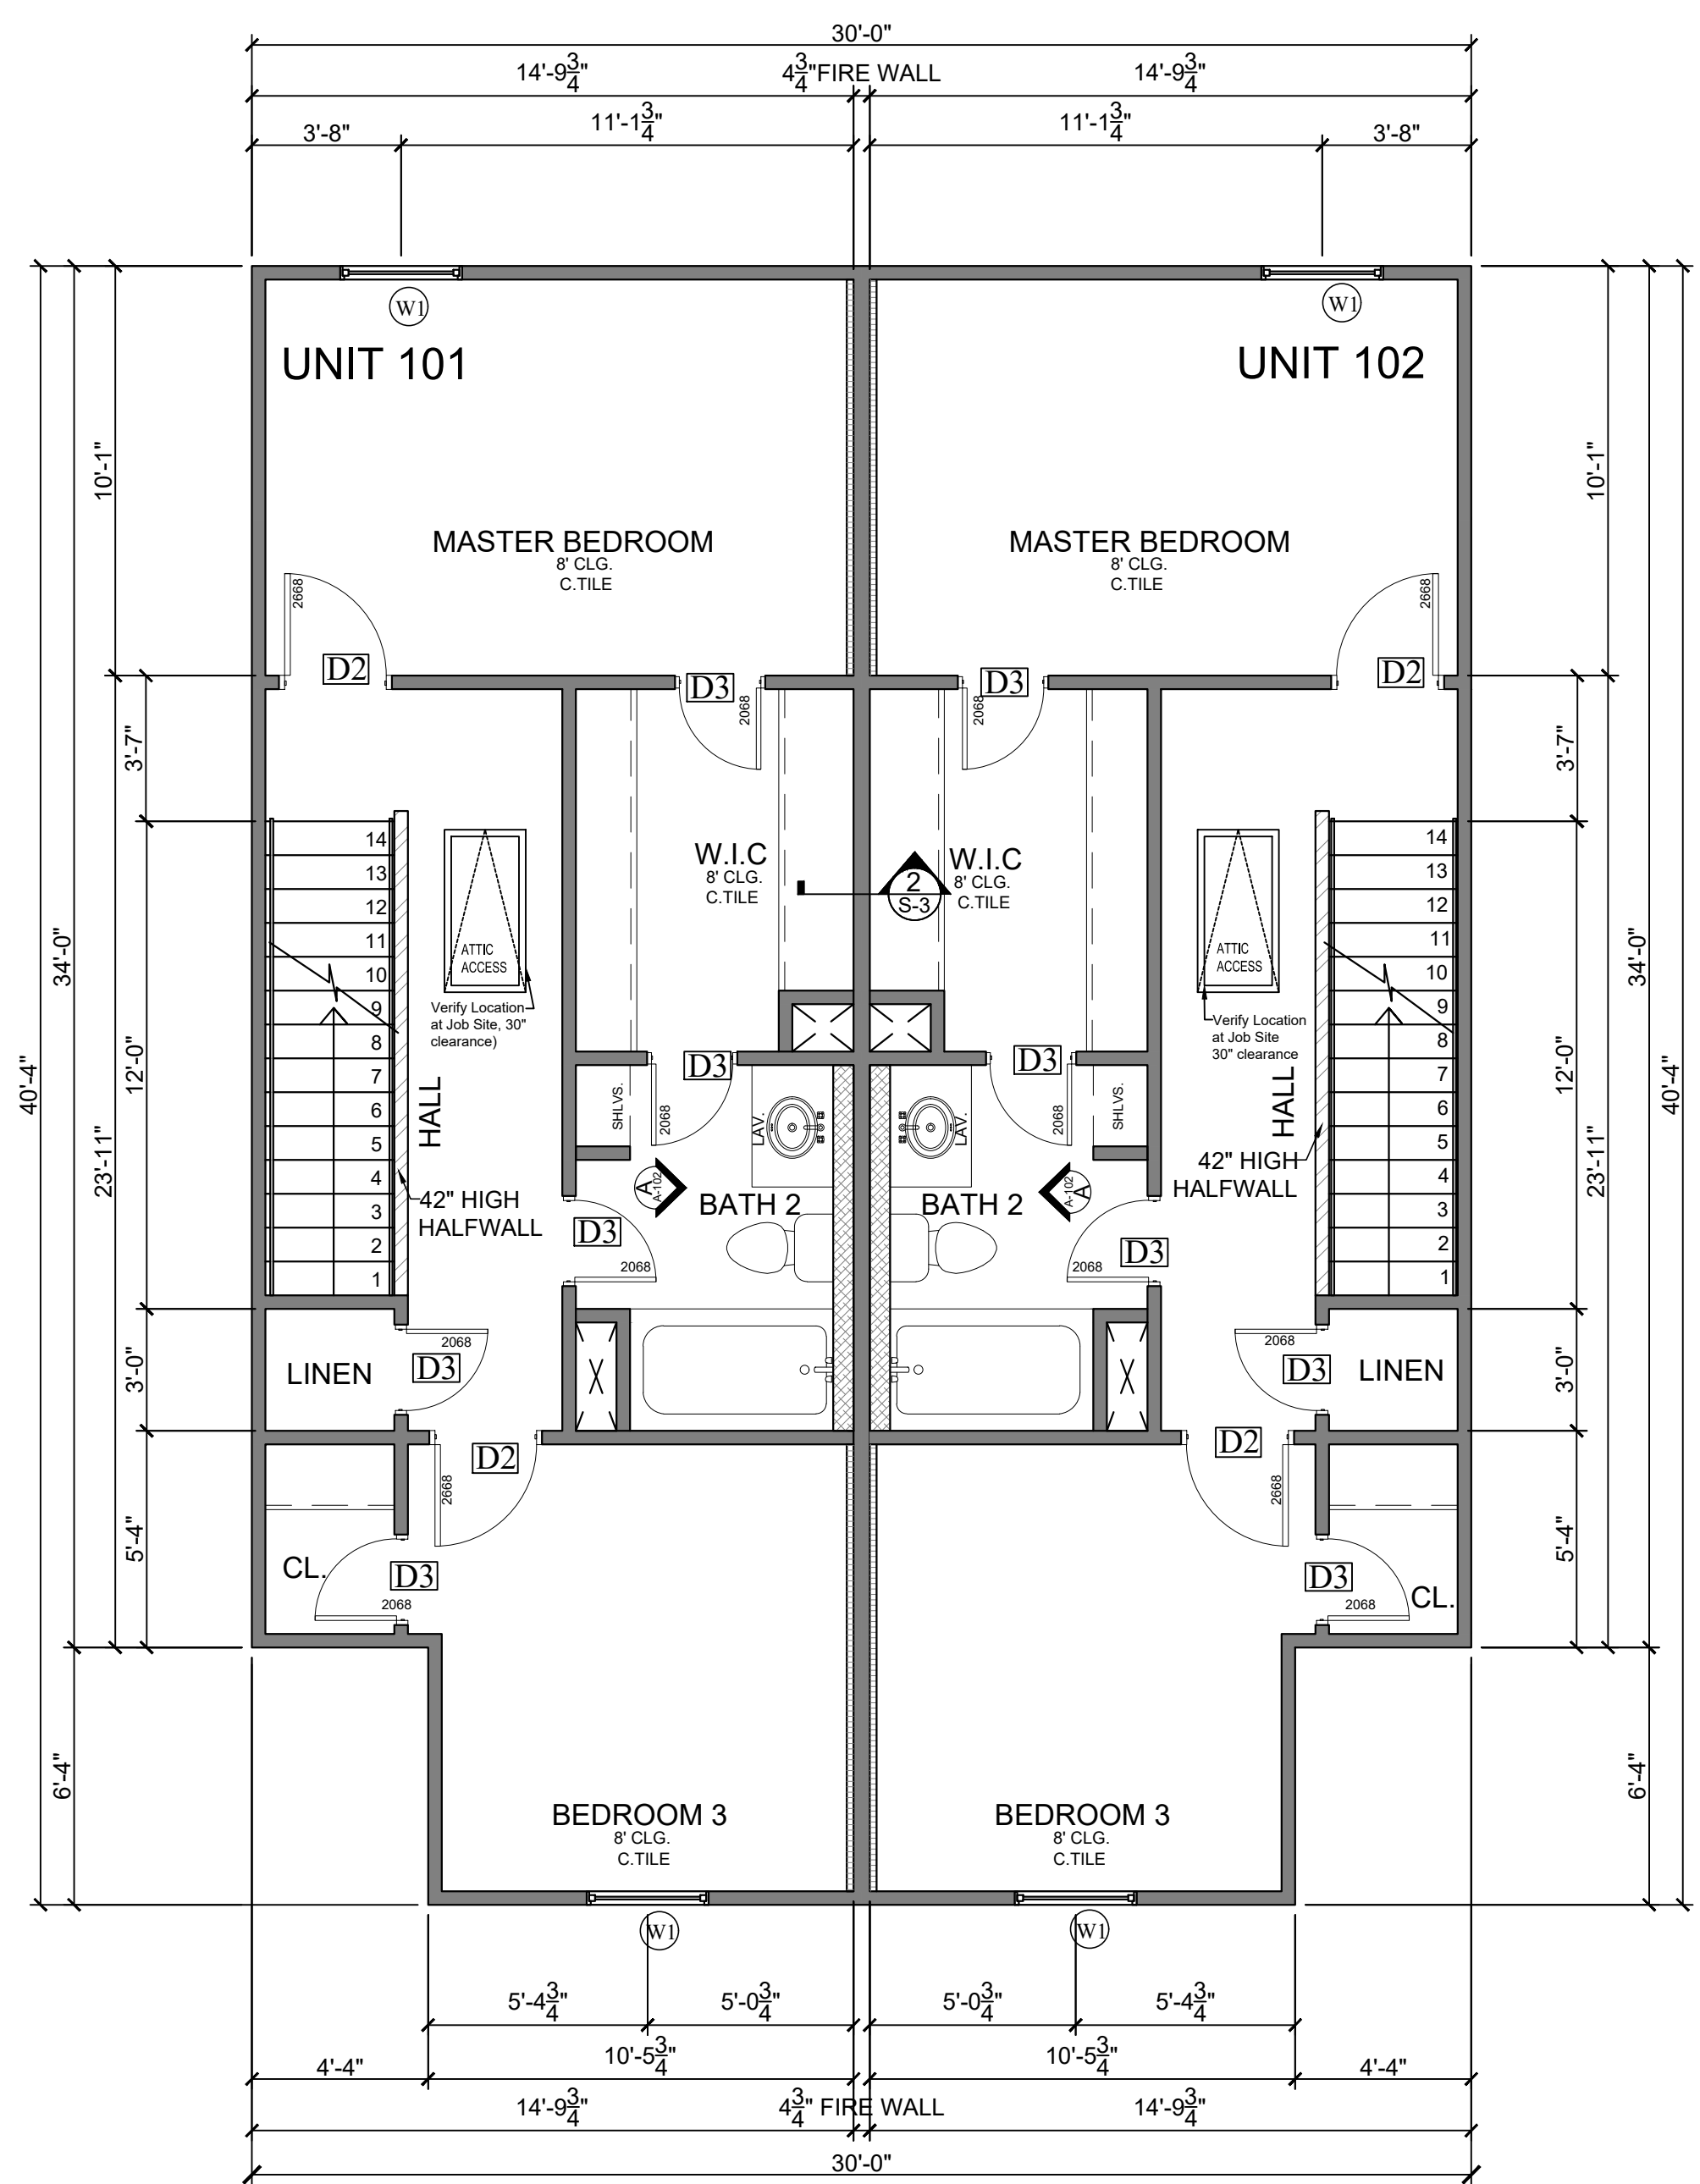 30'-0"
14'-9 3/4"
4 3/4"FIRE WALL
14'-9 3/4"
3'-8"
11'-1 3/4"
11'-1 3/4"
3'-8"
W1
W1
UNIT 101
UNIT 102
10'-1"
10'-1"
MASTER BEDROOM
8' CLG.
C.TILE
MASTER BEDROOM
8' CLG.
C.TILE
2668
2668
D2
D3
2068
D3
2068
D2
3'-7"
3'-7"
14
13
12
11
10
9
8
7
6
5
4
3
2
1
ATTIC
ACCESS
Verify Location
at Job Site, 30"
clearance)
W.I.C
8' CLG.
C.TILE
2
S-3
W.I.C
8' CLG.
C.TILE
ATTIC
ACCESS
Verify Location
at Job Site
30" clearance
14
13
12
11
10
9
8
7
6
5
4
3
2
1
40'-4"
34'-0"
23'-11"
12'-0"
12'-0"
23'-11"
34'-0"
40'-4"
HALL
HALL
D3
2068
SHLVS.
LAV.
D3
2068
SHLVS.
LAV.
42" HIGH
HALFWALL
42" HIGH
HALFWALL
A
A-102
BATH 2
BATH 2
A
A-102
D3
2068
D3
2068
3'-0"
LINEN
2068
D3
2068
D3
LINEN
3'-0"
D2
2668
D2
2668
5'-4"
CL.
D3
2068
D3
2068
CL.
5'-4"
6'-4"
6'-4"
BEDROOM 3
8' CLG.
C.TILE
BEDROOM 3
8' CLG.
C.TILE
W1
W1
5'-4 3/4"
5'-0 3/4"
5'-0 3/4"
5'-4 3/4"
4'-4"
10'-5 3/4"
10'-5 3/4"
4'-4"
14'-9 3/4"
4 3/4" FIRE WALL
14'-9 3/4"
30'-0"